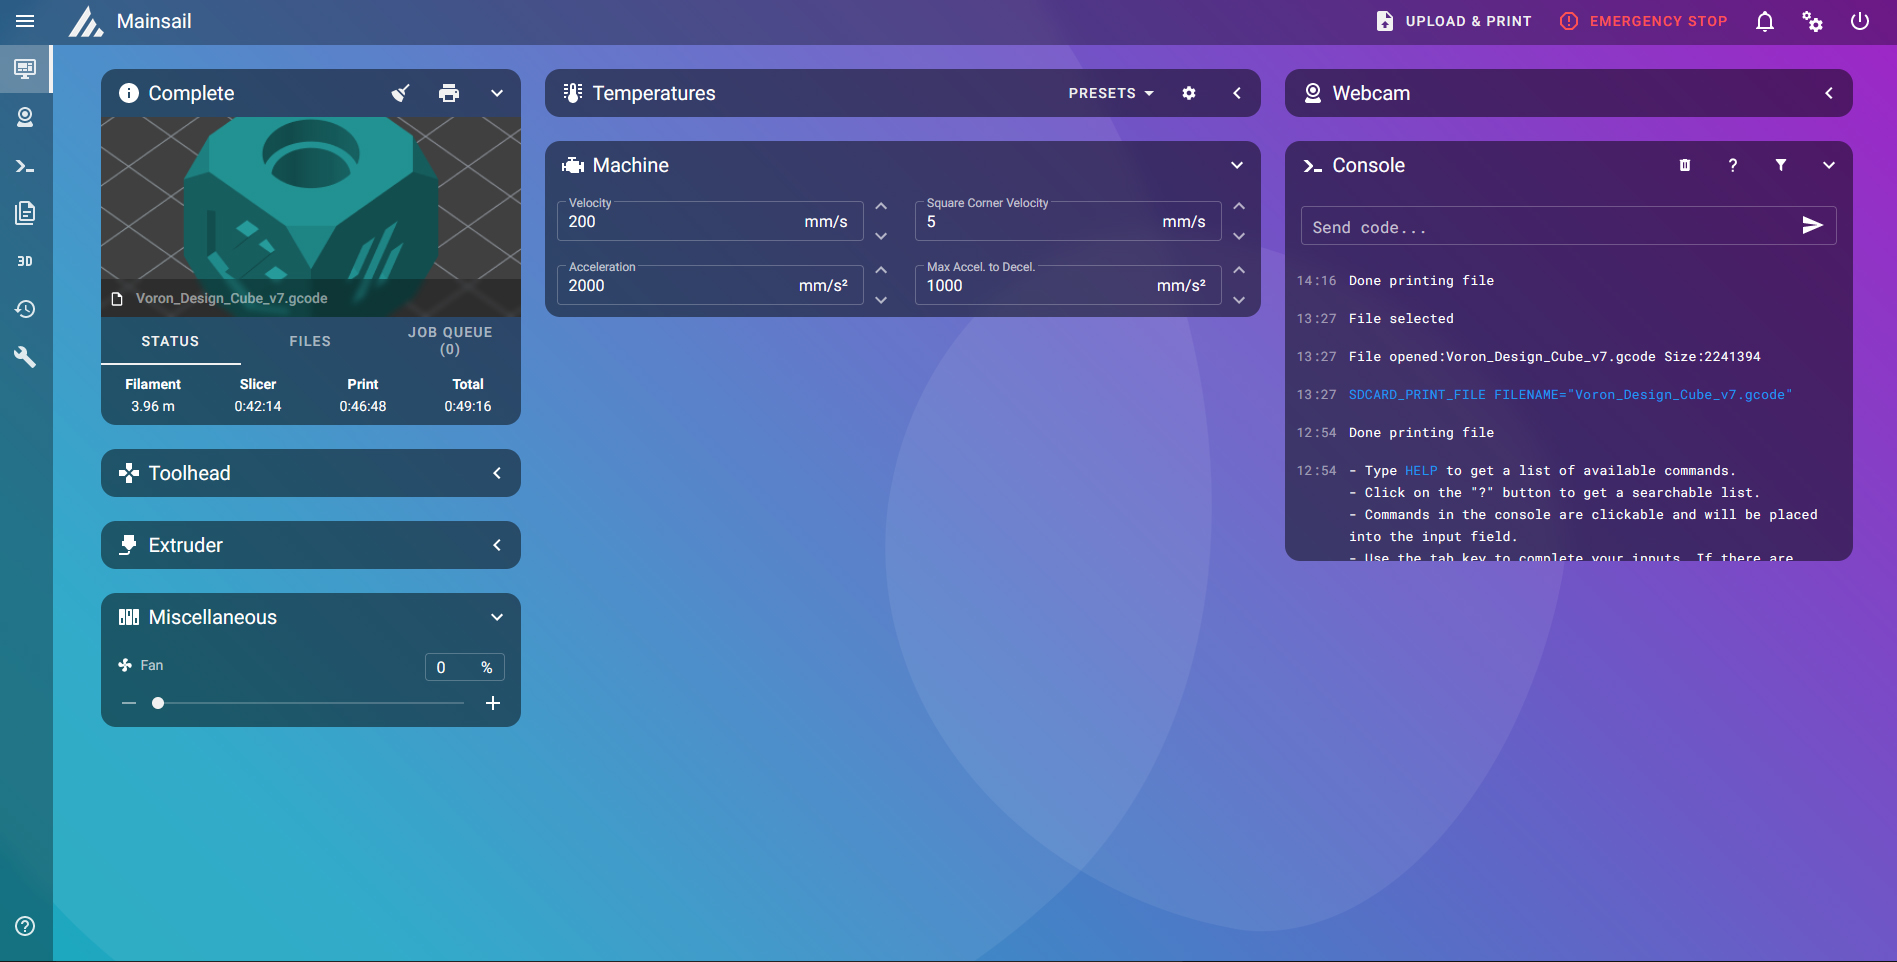 Mainsail
UPLOAD & PRINT
EMERGENCY STOP
3D
Complete
Voron_Design_Cube_v7.gcode
STATUS
FILES
JOB QUEUE
(0)
Filament
Slicer
Print
Total
3.96 m
0:42:14
0:46:48
0:49:16
Toolhead
Extruder
Miscellaneous
Fan
0 %
Temperatures
PRESETS
Machine
Velocity
200 mm/s
Square Corner Velocity
5 mm/s
Acceleration
2000 mm/s²
Max Accel. to Decel.
1000 mm/s²
Webcam
Console
?
Send code...
14:16 Done printing file
13:27 File selected
13:27 File opened:Voron_Design_Cube_v7.gcode Size:2241394
13:27 SDCARD_PRINT_FILE FILENAME="Voron_Design_Cube_v7.gcode"
12:54 Done printing file
12:54 - Type HELP to get a list of available commands.
- Click on the "?" button to get a searchable list.
- Commands in the console are clickable and will be placed
into the input field.
- Use the tab key to complete your inputs. If there are